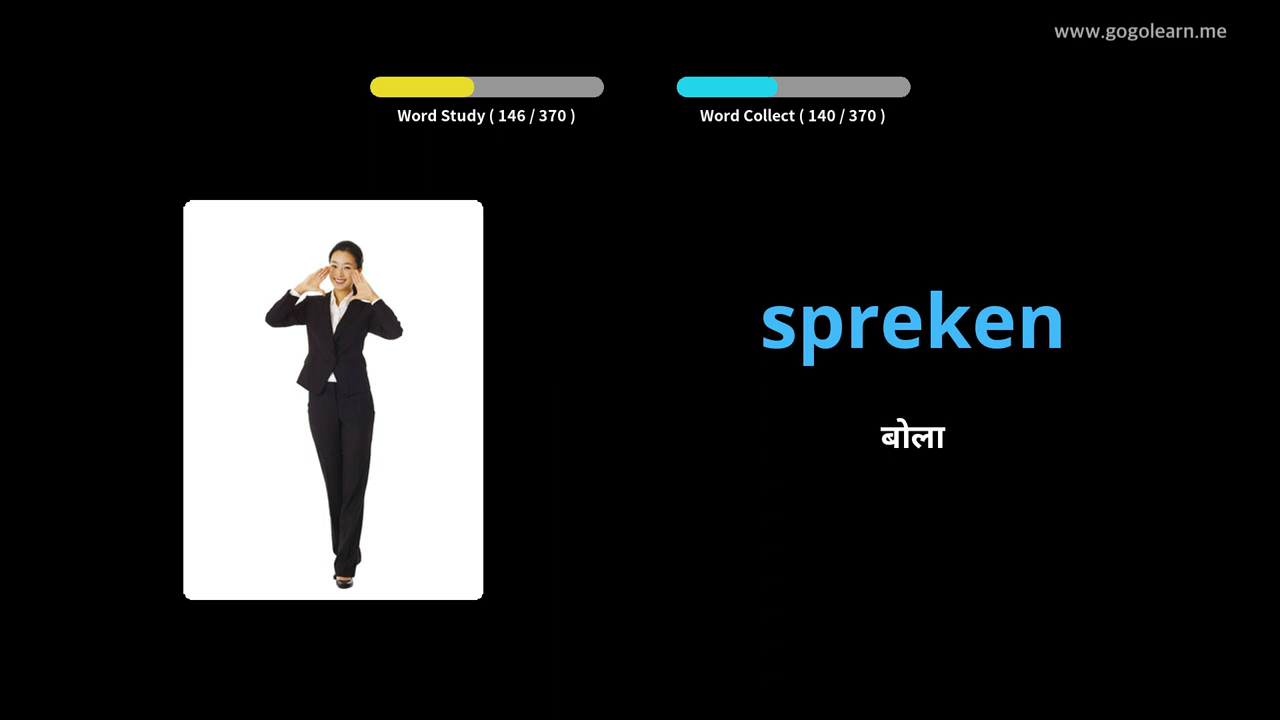 www.gogolearn.me
Word Study ( 146 / 370 )
Word Collect ( 140 / 370 )
spreken
बोला